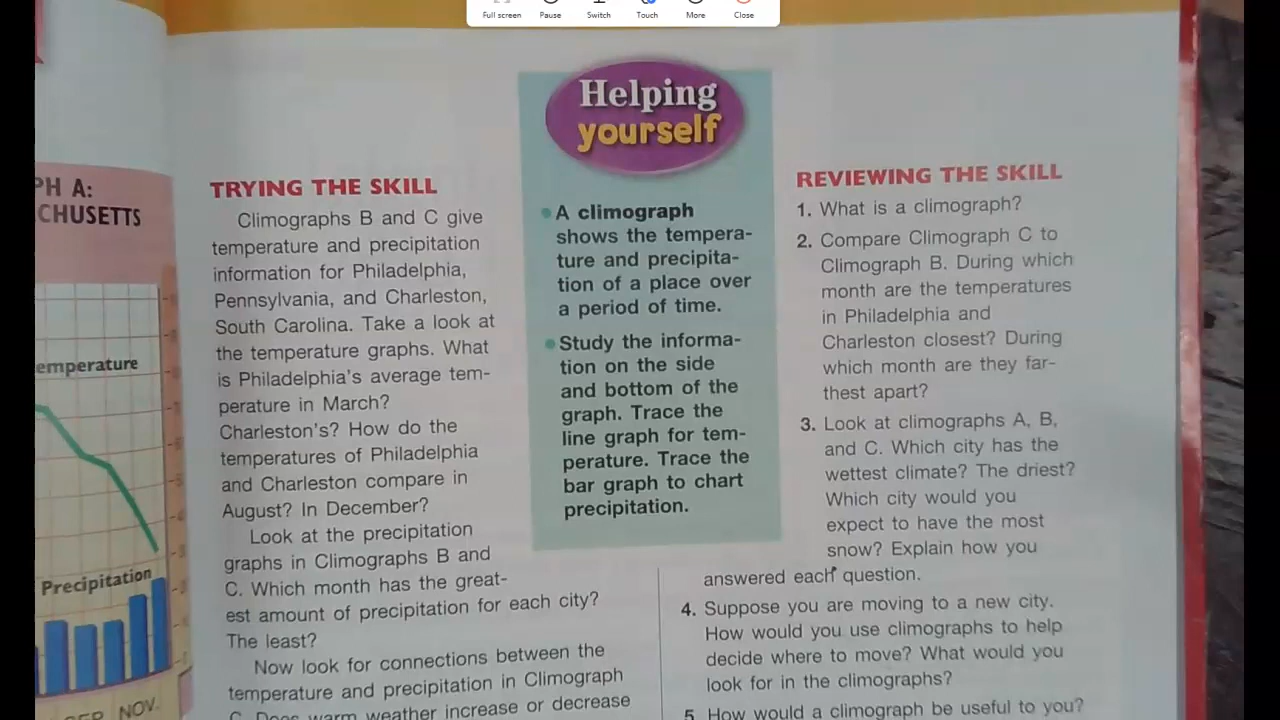 Full screen Pause Switch Touch More Close
PH A:
CHUSETTS
emperature
Precipitation
NOV.
TRYING THE SKILL
Climographs B and C give
temperature and precipitation
information for Philadelphia,
Pennsylvania, and Charleston,
South Carolina. Take a look at
the temperature graphs. What
is Philadelphia's average tem-
perature in March?
Charleston's? How do the
temperatures of Philadelphia
and Charleston compare in
August? In December?
Look at the precipitation
graphs in Climographs B and
C. Which month has the great-
est amount of precipitation for each city?
The least?
Now look for connections between the
temperature and precipitation in Climograph
C. Does warm weather increase or decrease
Helping
yourself
• A climograph
shows the tempera-
ture and precipita-
tion of a place over
a period of time.
• Study the informa-
tion on the side
and bottom of the
graph. Trace the
line graph for tem-
perature. Trace the
bar graph to chart
precipitation.
REVIEWING THE SKILL
1. What is a climograph?
2. Compare Climograph C to
Climograph B. During which
month are the temperatures
in Philadelphia and
Charleston closest? During
which month are they far-
thest apart?
3. Look at climographs A, B,
and C. Which city has the
wettest climate? The driest?
Which city would you
expect to have the most
snow? Explain how you
answered each question.
4. Suppose you are moving to a new city.
How would you use climographs to help
decide where to move? What would you
look for in the climographs?
5. How would a climograph be useful to you?